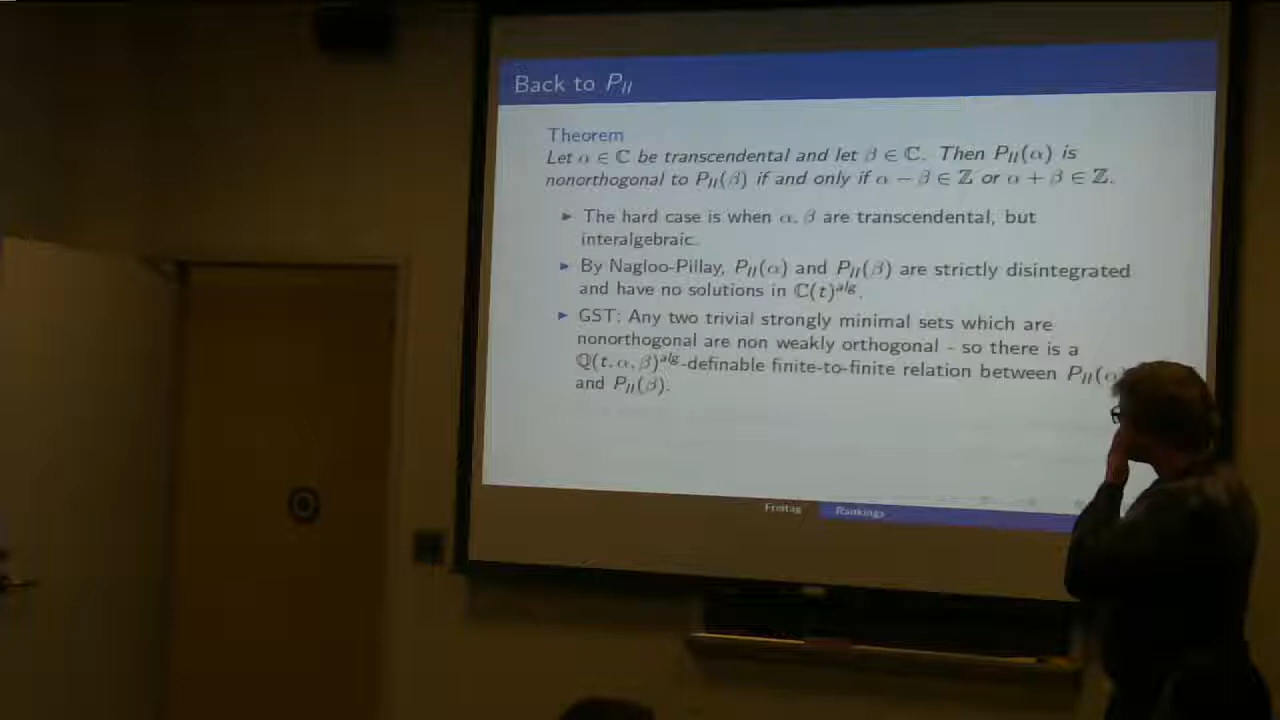 Back to P_II
Theorem
Let α ∈ ℂ be transcendental and let β ∈ ℂ. Then P_II(α) is
nonorthogonal to P_II(β) if and only if α − β ∈ ℤ or α + β ∈ ℤ.
▶ The hard case is when α, β are transcendental, but
interalgebraic.
▶ By Nagloo-Pillay, P_II(α) and P_II(β) are strictly disintegrated
and have no solutions in ℂ(t)^alg.
▶ GST: Any two trivial strongly minimal sets which are
nonorthogonal are non weakly orthogonal - so there is a
ℚ(t, α, β)^alg-definable finite-to-finite relation between P_II(α
and P_II(β).
Freitag Rankings